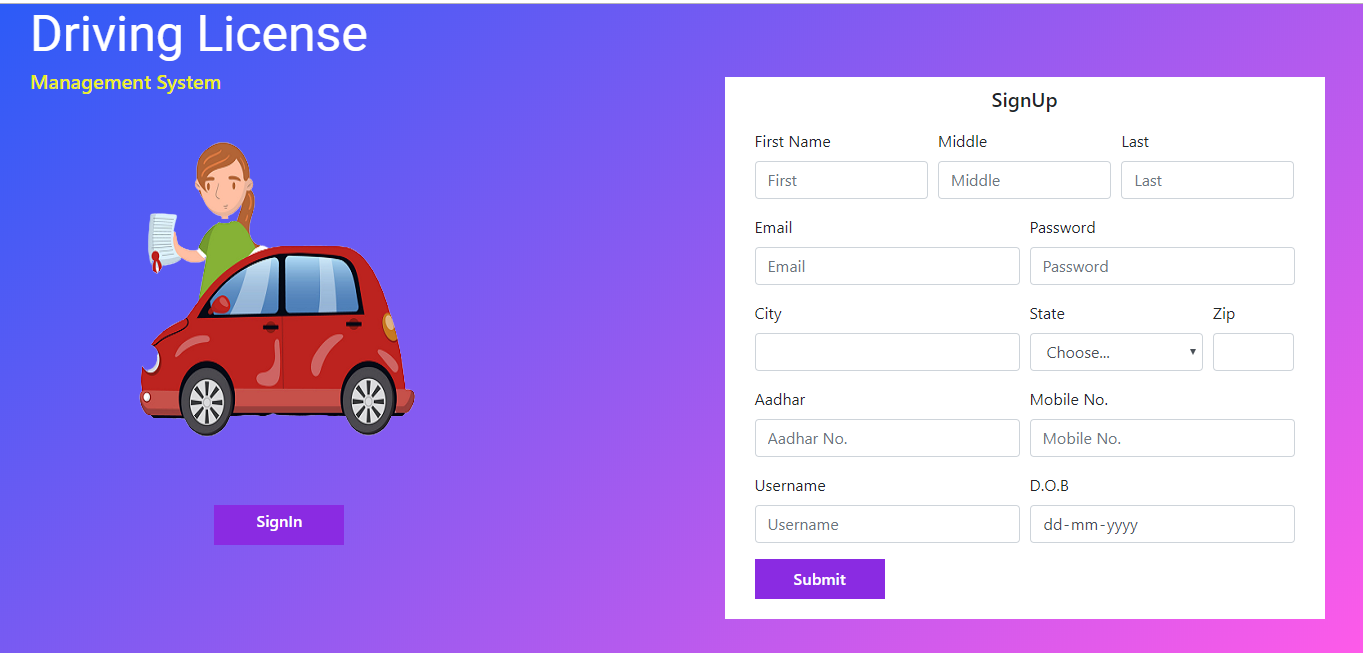 Driving License
Management System
SignIn
SignUp
First Name Middle Last
First Middle Last
Email Password
Email Password
City State Zip
Choose...
Aadhar Mobile No.
Aadhar No. Mobile No.
Username D.O.B
Username dd-mm-yyyy
Submit